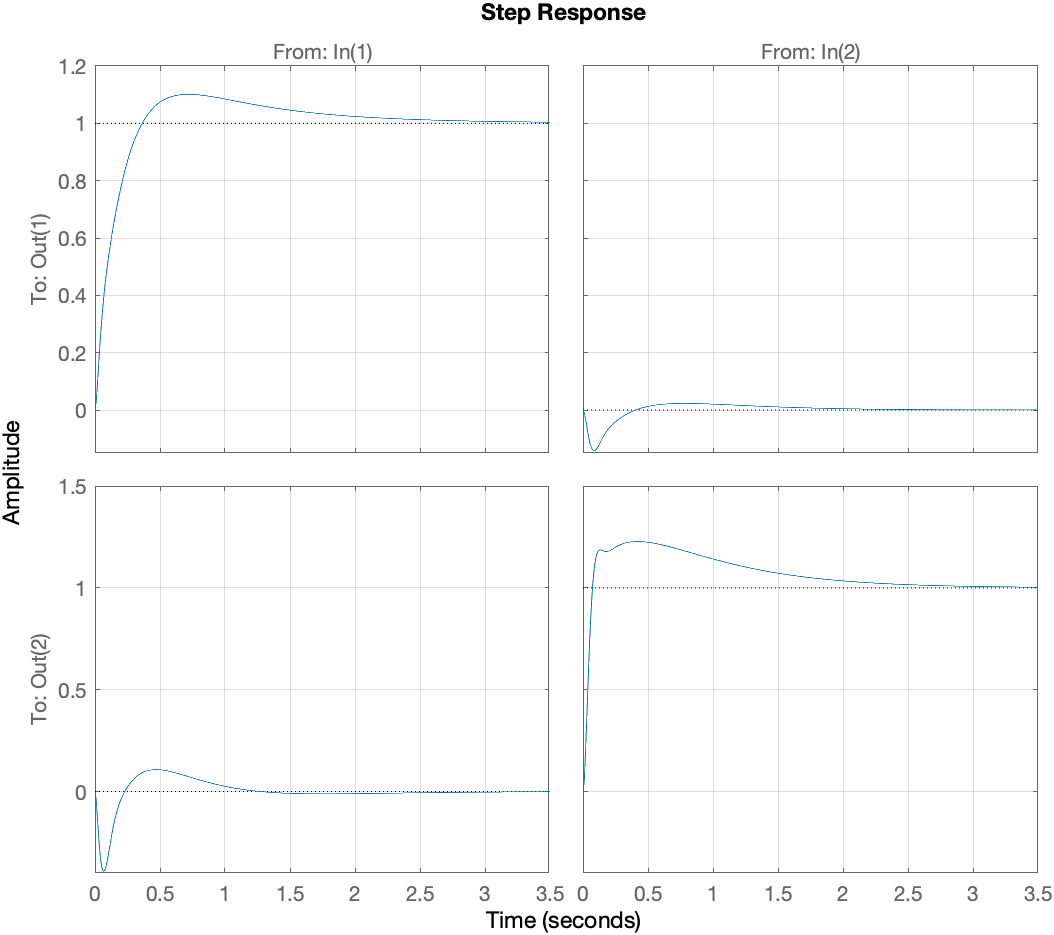 Step Response
From: In(1)
From: In(2)
To: Out(1)
1.2
1
0.8
0.6
0.4
0.2
0
Amplitude
To: Out(2)
1.5
1
0.5
0
0 0.5 1 1.5 2 2.5 3 3.5
0 0.5 1 1.5 2 2.5 3 3.5
Time (seconds)